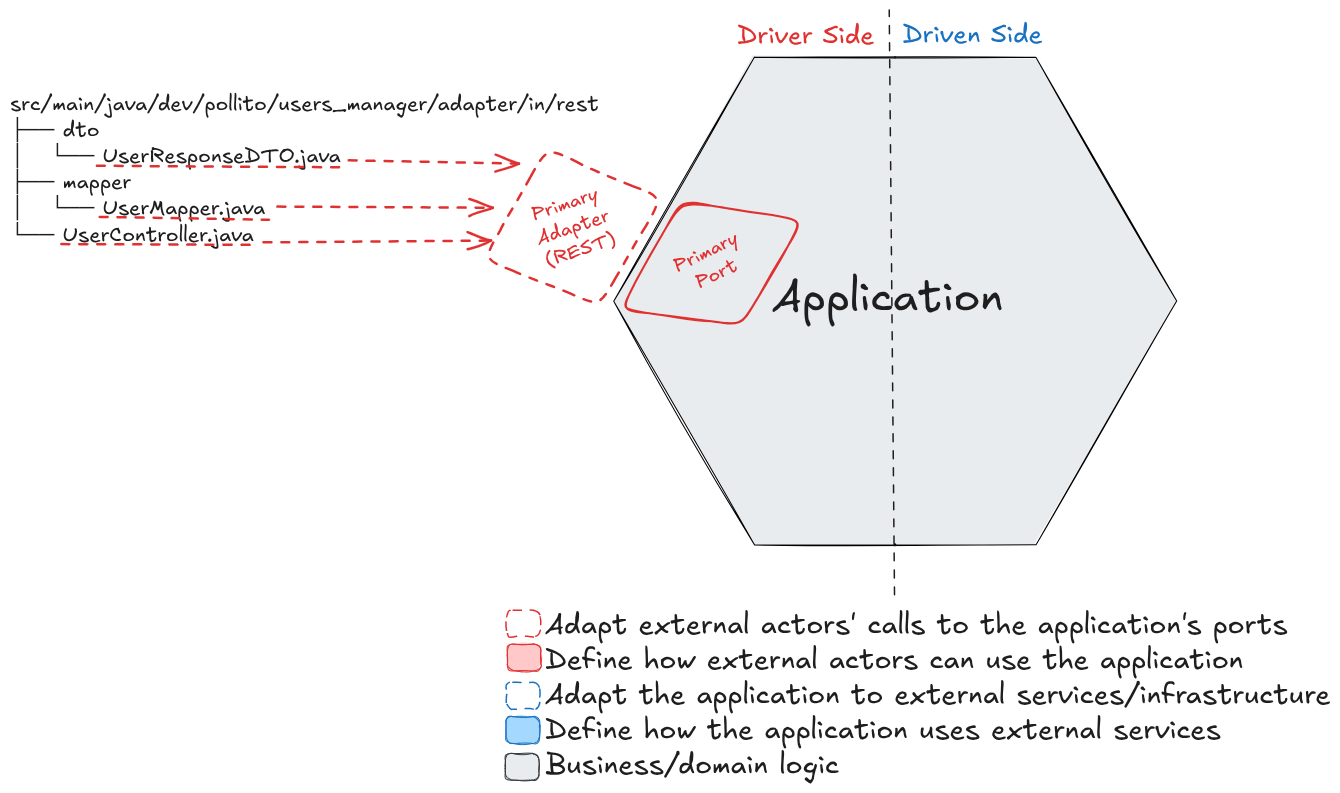 Driver Side
Driven Side
src/main/java/dev/pollito/users_manager/adapter/in/rest
dto
UserResponseDTO.java
mapper
UserMapper.java
UserController.java
Primary
Adapter
(REST)
Primary
Port
Application
Adapt external actors' calls to the application's ports
Define how external actors can use the application
Adapt the application to external services/infrastructure
Define how the application uses external services
Business/domain logic